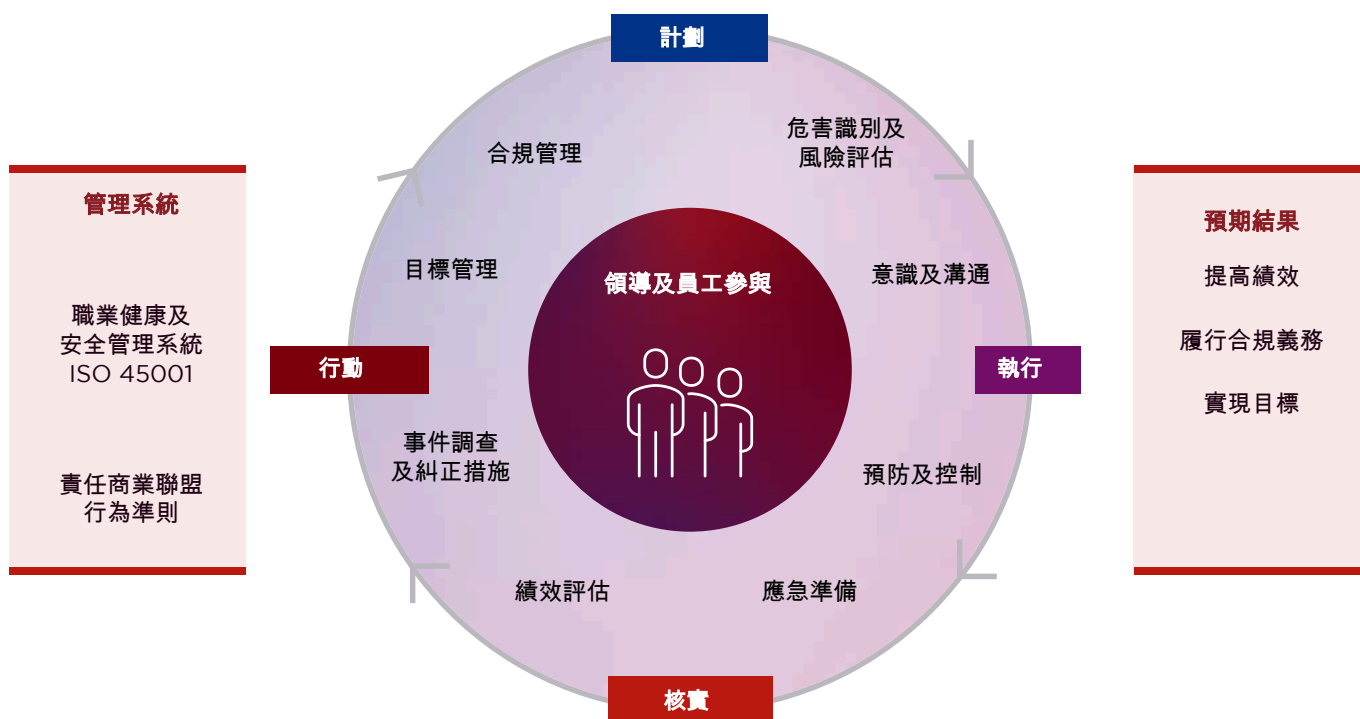 計劃
危害識別及
風險評估
合規管理
管理系統
預期結果
目標管理
領導及員工參與
意識及溝通
提高績效
職業健康及
安全管理系統
ISO 45001
履行合規義務
行動
執行
實現目標
事件調查
及糾正措施
預防及控制
責任商業聯盟
行為準則
績效評估
應急準備
核實